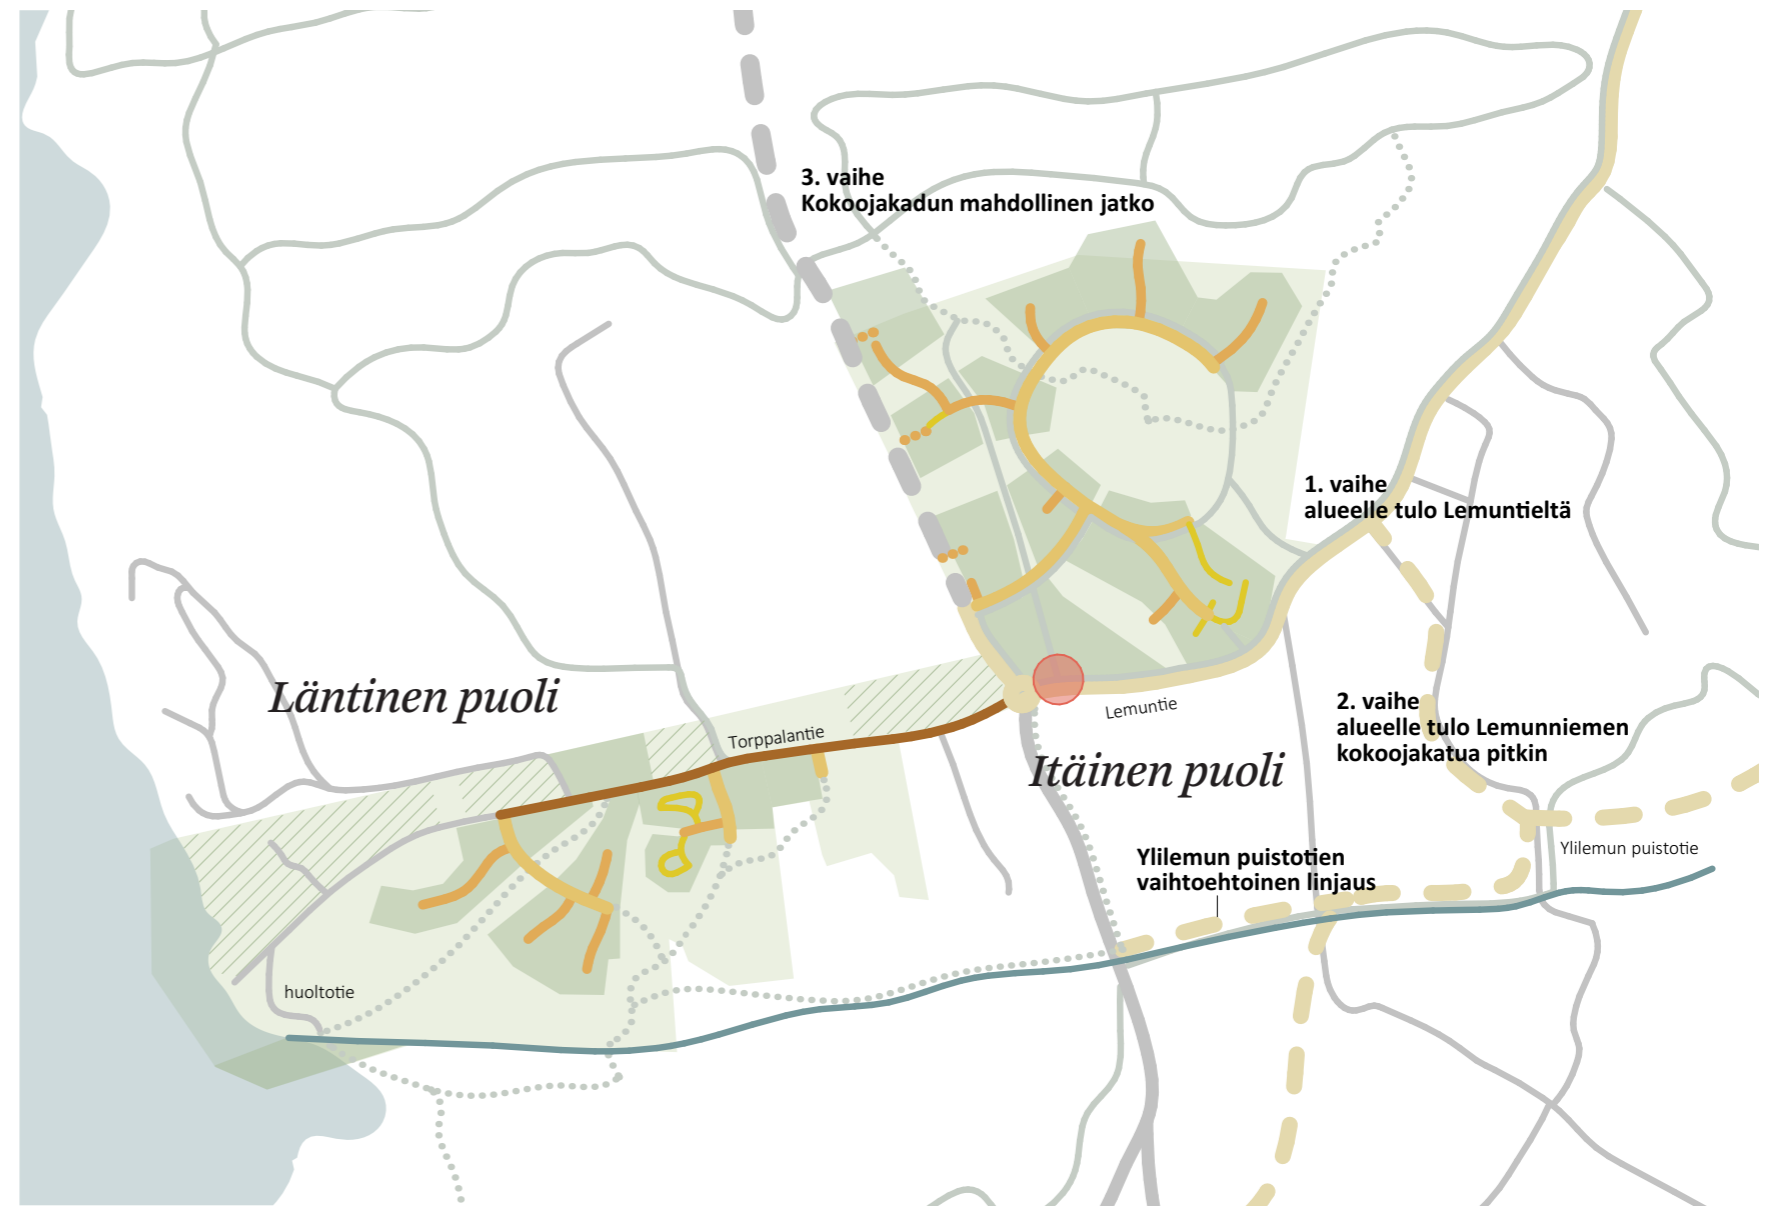 3. vaihe
Kokoojakadun mahdollinen jatko
1. vaihe
alueelle tulo Lemuntieltä
Läntinen puoli
Torppalantie
Lemuntie
2. vaihe
alueelle tulo Lemunniemen
kokoojakatua pitkin
Itäinen puoli
Ylilemun puistotien
vaihtoehtoinen linjaus
Ylilemun puistotie
huoltotie